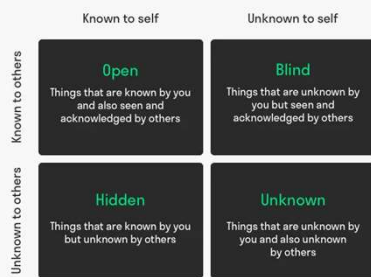 Known to self
Unknown to self
Known to others
Open
Things that are known by you
and also seen and
acknowledged by others
Blind
Things that are unknown by
you but seen and
acknowledged by others
Unknown to others
Hidden
Things that are known by you
but unknown by others
Unknown
Things that are unknown by
you and also unknown
by others